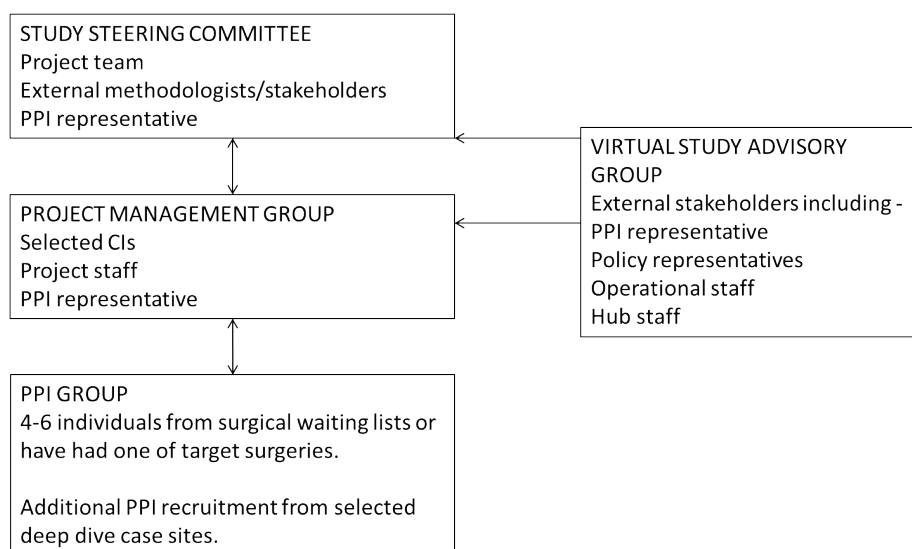 STUDY STEERING COMMITTEE
Project team
External methodologists/stakeholders
PPI representative
VIRTUAL STUDY ADVISORY
GROUP
External stakeholders including -
PPI representative
Policy representatives
Operational staff
Hub staff
PROJECT MANAGEMENT GROUP
Selected CIs
Project staff
PPI representative
PPI GROUP
4-6 individuals from surgical waiting lists or
have had one of target surgeries.
Additional PPI recruitment from selected
deep dive case sites.